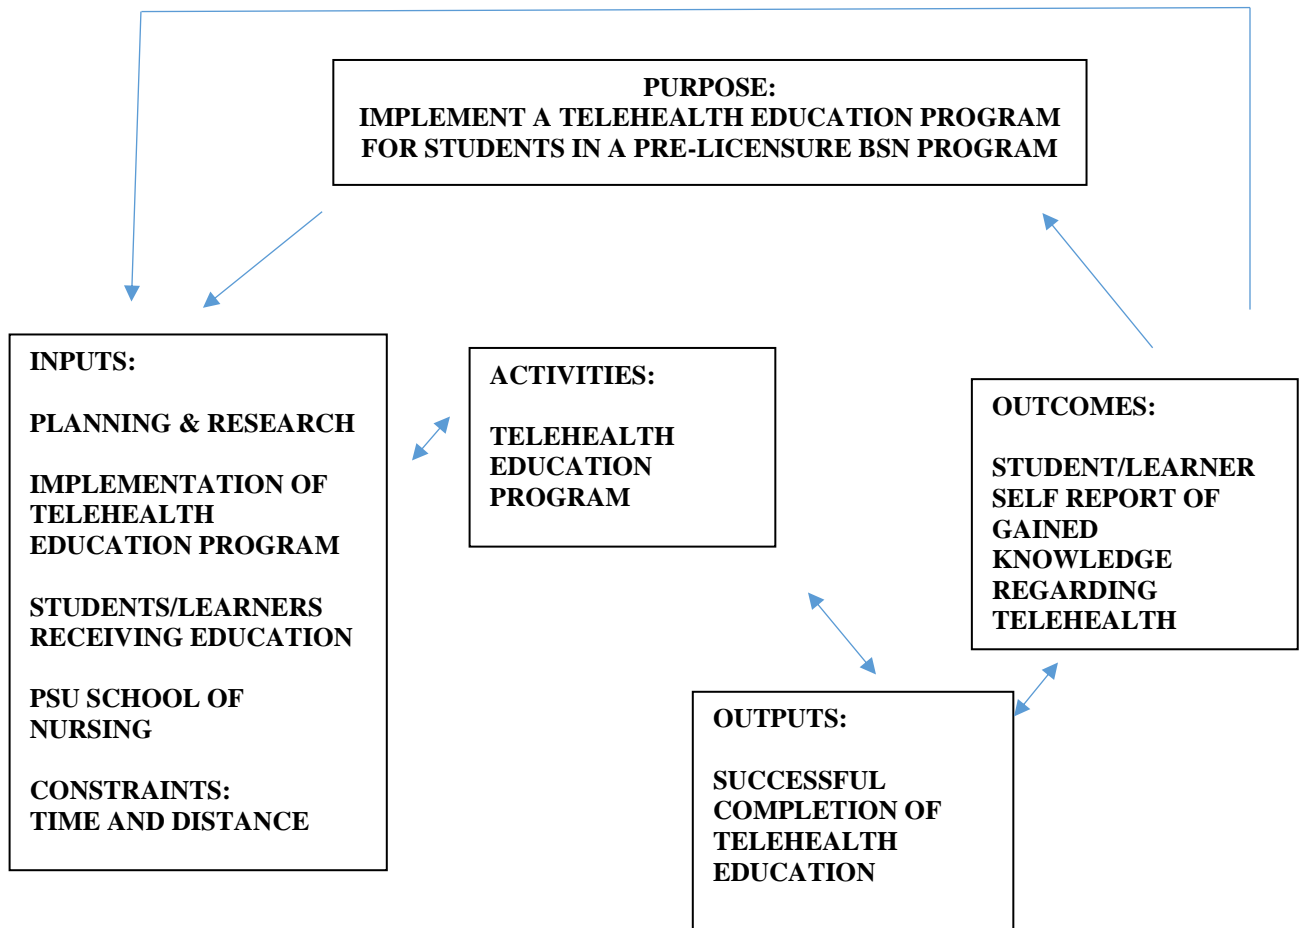 PURPOSE:
IMPLEMENT A TELEHEALTH EDUCATION PROGRAM
FOR STUDENTS IN A PRE-LICENSURE BSN PROGRAM
INPUTS:
PLANNING & RESEARCH
IMPLEMENTATION OF
TELEHEALTH
EDUCATION PROGRAM
STUDENTS/LEARNERS
RECEIVING EDUCATION
PSU SCHOOL OF
NURSING
CONSTRAINTS:
TIME AND DISTANCE
ACTIVITIES:
TELEHEALTH
EDUCATION
PROGRAM
OUTPUTS:
SUCCESSFUL
COMPLETION OF
TELEHEALTH
EDUCATION
OUTCOMES:
STUDENT/LEARNER
SELF REPORT OF
GAINED
KNOWLEDGE
REGARDING
TELEHEALTH